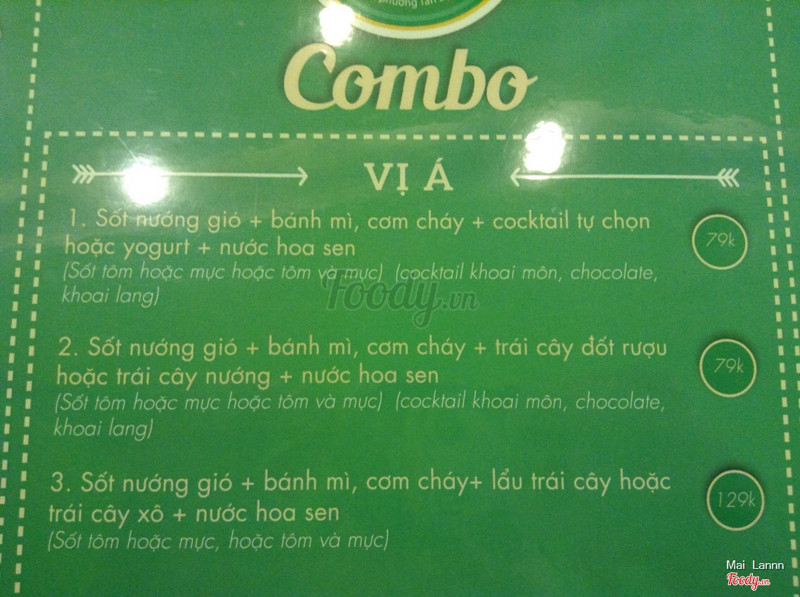 Combo
VỊ Á
1. Sốt nướng gió + bánh mì, cơm cháy + cocktail tự chọn
hoặc yogurt + nước hoa sen
79k
(Sốt tôm hoặc mực hoặc tôm và mực) (cocktail khoai môn, chocolate,
khoai lang)
Foody.vn
2. Sốt nướng gió + bánh mì, cơm cháy + trái cây đốt rượu
hoặc trái cây nướng + nước hoa sen
79k
(Sốt tôm hoặc mực hoặc tôm và mực) (cocktail khoai môn, chocolate,
khoai lang)
3. Sốt nướng gió + bánh mì, cơm cháy+ lẩu trái cây hoặc
trái cây xô + nước hoa sen
129k
(Sốt tôm hoặc mực, hoặc tôm và mực)
Mai Lannn
Foody.vn